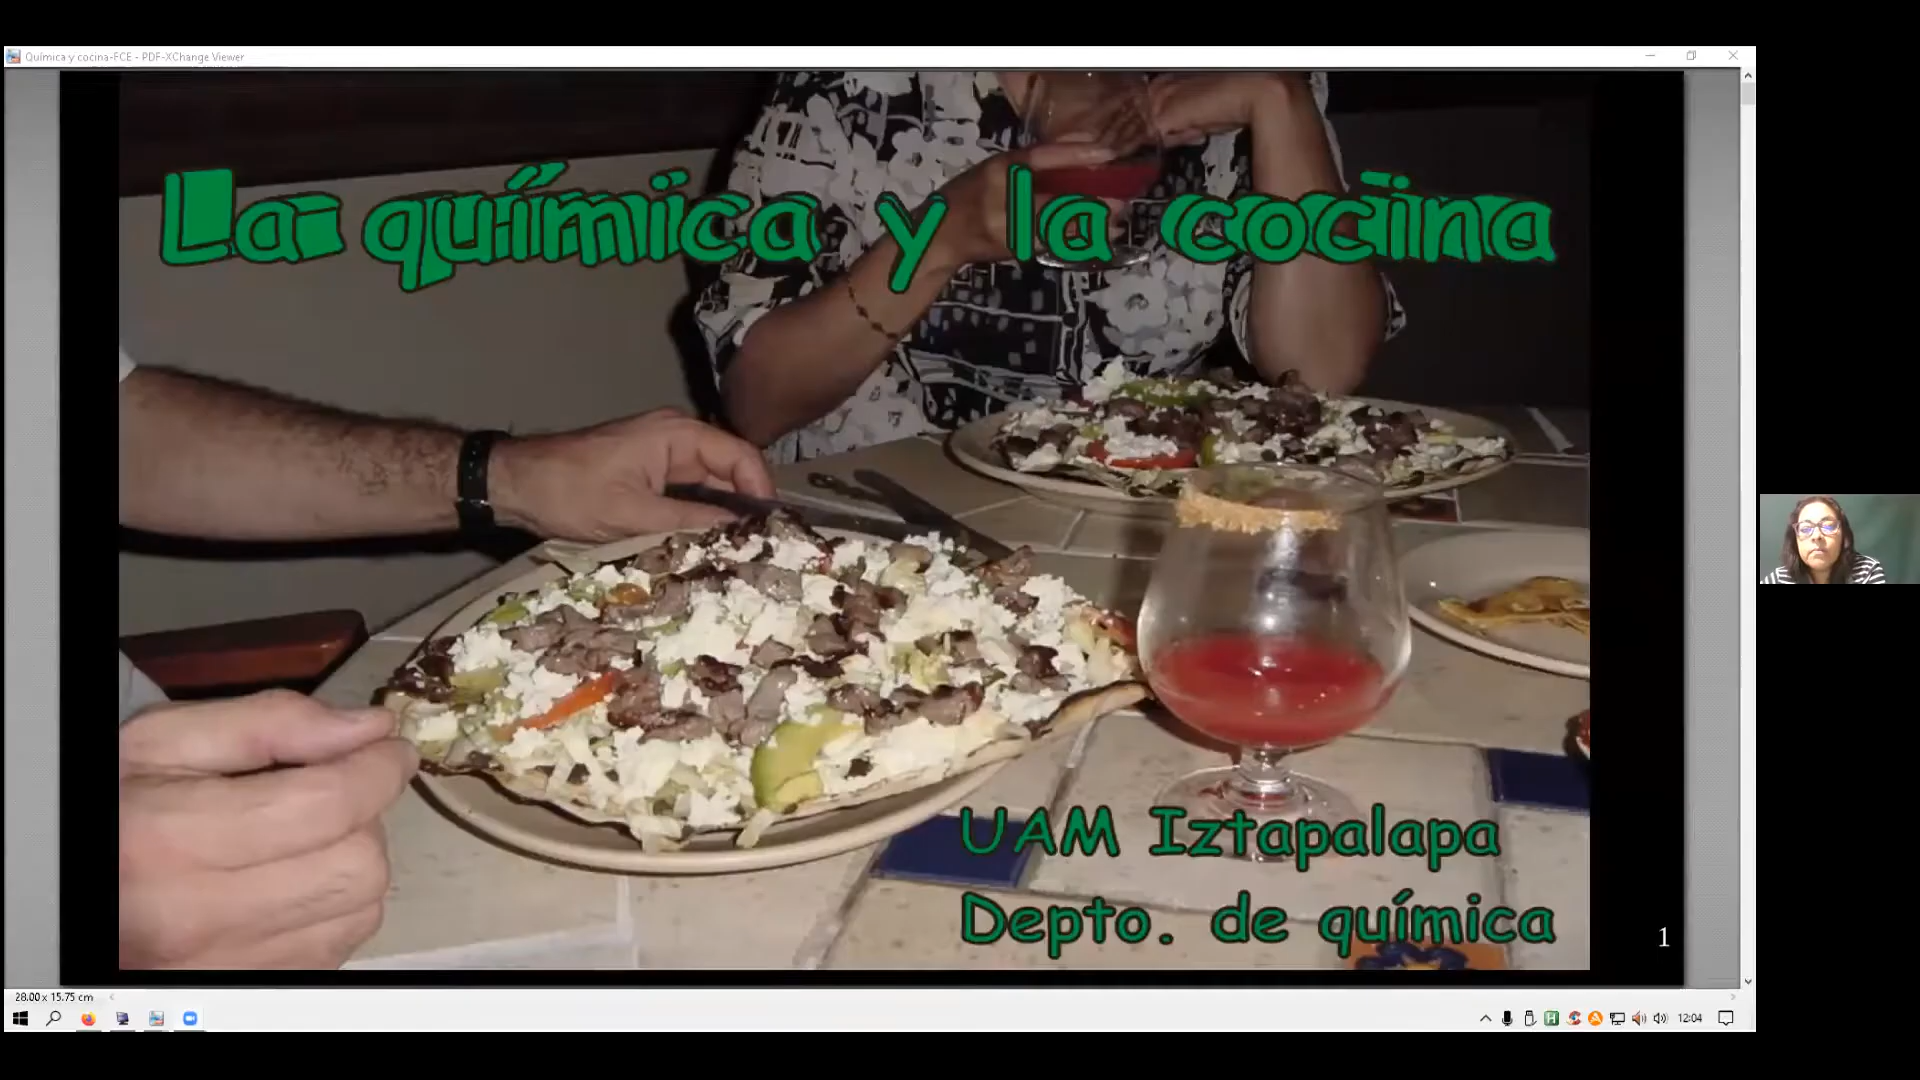 Química y cocina-FCE - PDF-XChange Viewer
La química y la cocina
UAM Iztapalapa
Depto. de química
1
28.00 x 15.75 cm
12:04